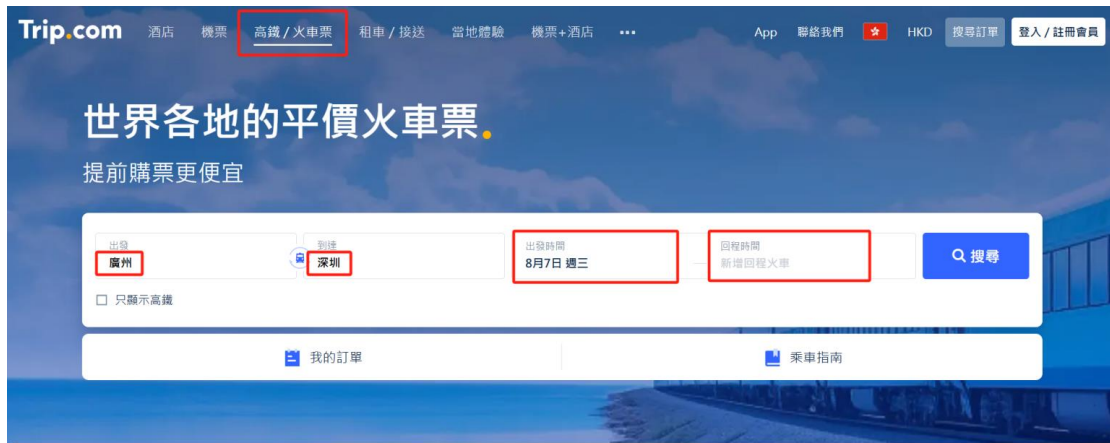 Trip.com 酒店 機票 高鐵 / 火車票 租車 / 接送 當地體驗 機票+酒店 ••• App 聯絡我們 HKD 搜尋訂單 登入 / 註冊會員
世界各地的平價火車票.
提前購票更便宜
出發 到達 出發時間 回程時間
廣州 深圳 8月7日 週三 新增回程火車 搜尋
只顯示高鐵
我的訂單 乘車指南